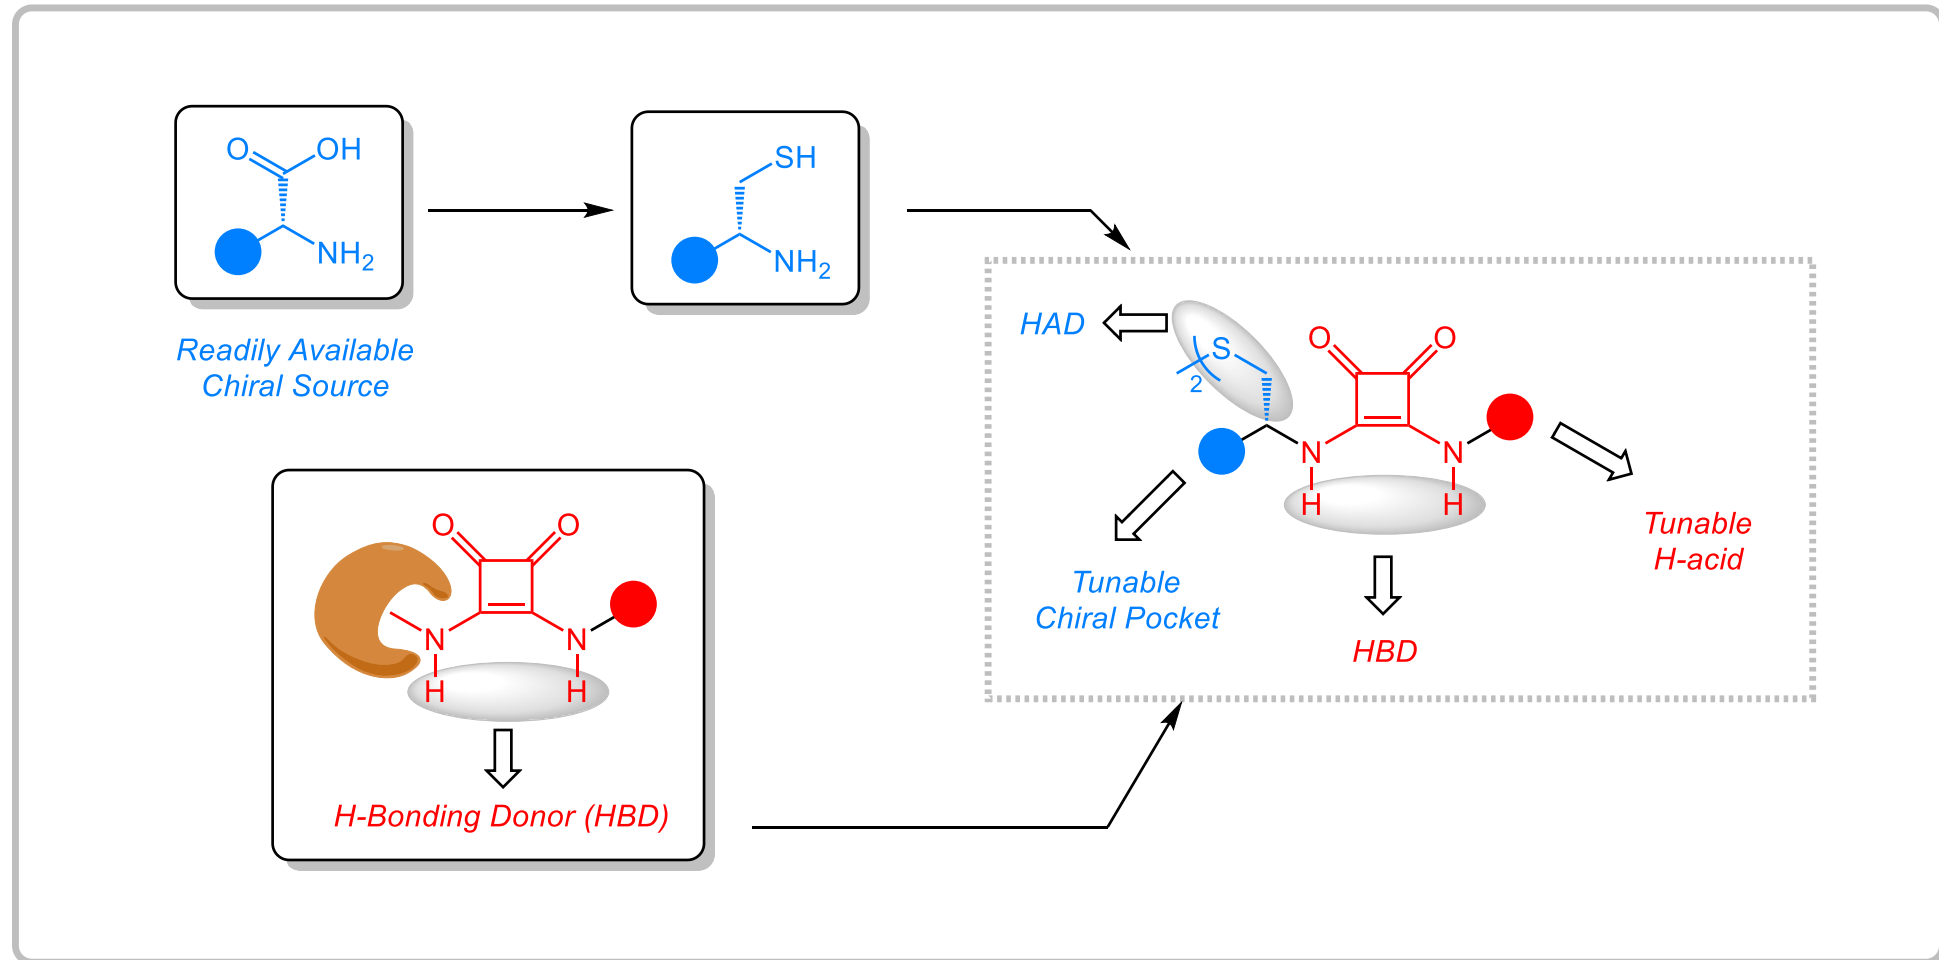 O
OH
NH2
Readily Available
Chiral Source
SH
NH2
O
O
N
N
H
H
H-Bonding Donor (HBD)
HAD
S
2
O
O
N
N
H
H
Tunable
H-acid
Tunable
Chiral Pocket
HBD